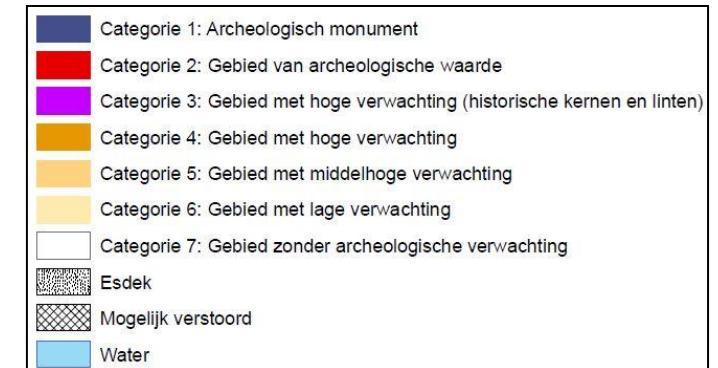 Categorie 1: Archeologisch monument
Categorie 2: Gebied van archeologische waarde
Categorie 3: Gebied met hoge verwachting (historische kernen en linten)
Categorie 4: Gebied met hoge verwachting
Categorie 5: Gebied met middelhoge verwachting
Categorie 6: Gebied met lage verwachting
Categorie 7: Gebied zonder archeologische verwachting
Esdek
Mogelijk verstoord
Water